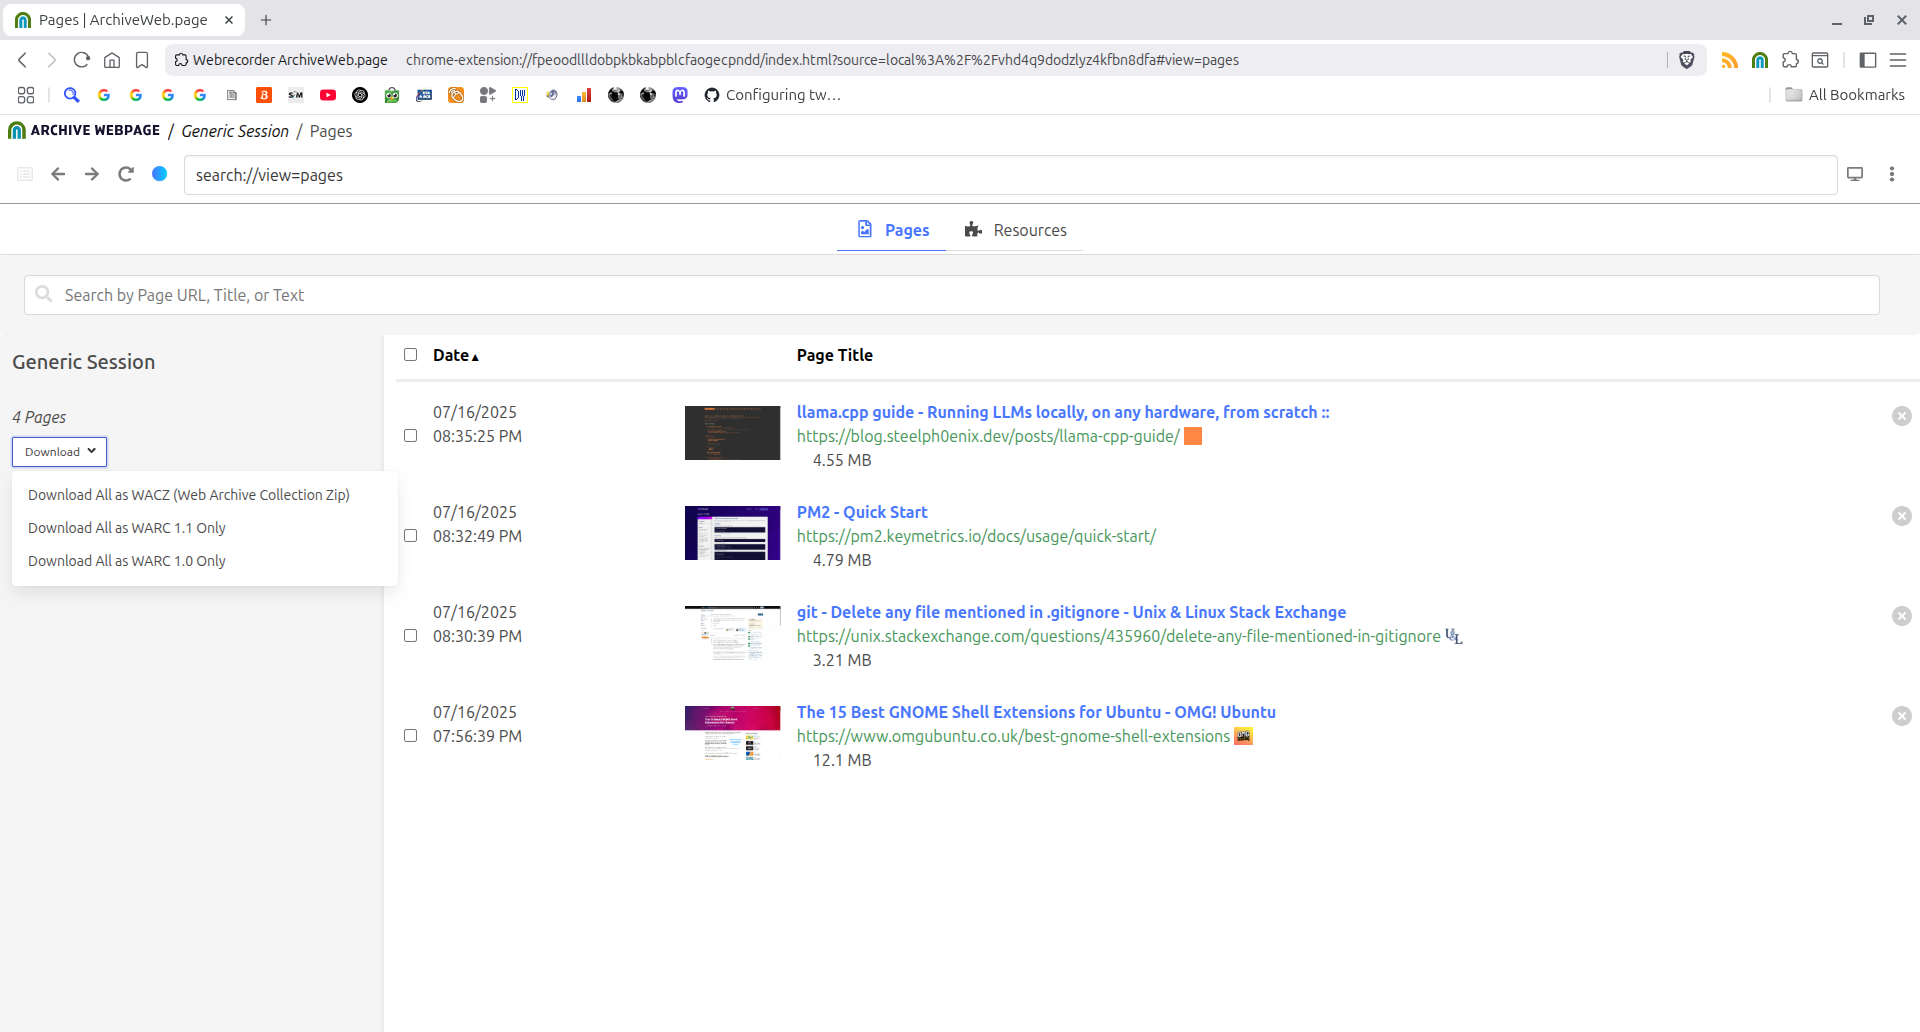 Pages | ArchiveWeb.page
Webrecorder ArchiveWeb.page chrome-extension://fpeoodllldobpkbkabpblcfaogecpndd/index.html?source=local%3A%2F%2Fvhd4q9dodzlyz4kfbn8dfa#view=pages
Configuring tw… All Bookmarks
ARCHIVE WEBPAGE / Generic Session / Pages
search://view=pages
Pages Resources
Search by Page URL, Title, or Text
Generic Session
4 Pages
Download
Download All as WACZ (Web Archive Collection Zip)
Download All as WARC 1.1 Only
Download All as WARC 1.0 Only
Date▲ Page Title
07/16/2025 llama.cpp guide - Running LLMs locally, on any hardware, from scratch ::
08:35:25 PM https://blog.steelph0enix.dev/posts/llama-cpp-guide/
4.55 MB
07/16/2025 PM2 - Quick Start
08:32:49 PM https://pm2.keymetrics.io/docs/usage/quick-start/
4.79 MB
07/16/2025 git - Delete any file mentioned in .gitignore - Unix & Linux Stack Exchange
08:30:39 PM https://unix.stackexchange.com/questions/435960/delete-any-file-mentioned-in-gitignore
3.21 MB
07/16/2025 The 15 Best GNOME Shell Extensions for Ubuntu - OMG! Ubuntu
07:56:39 PM https://www.omgubuntu.co.uk/best-gnome-shell-extensions
12.1 MB